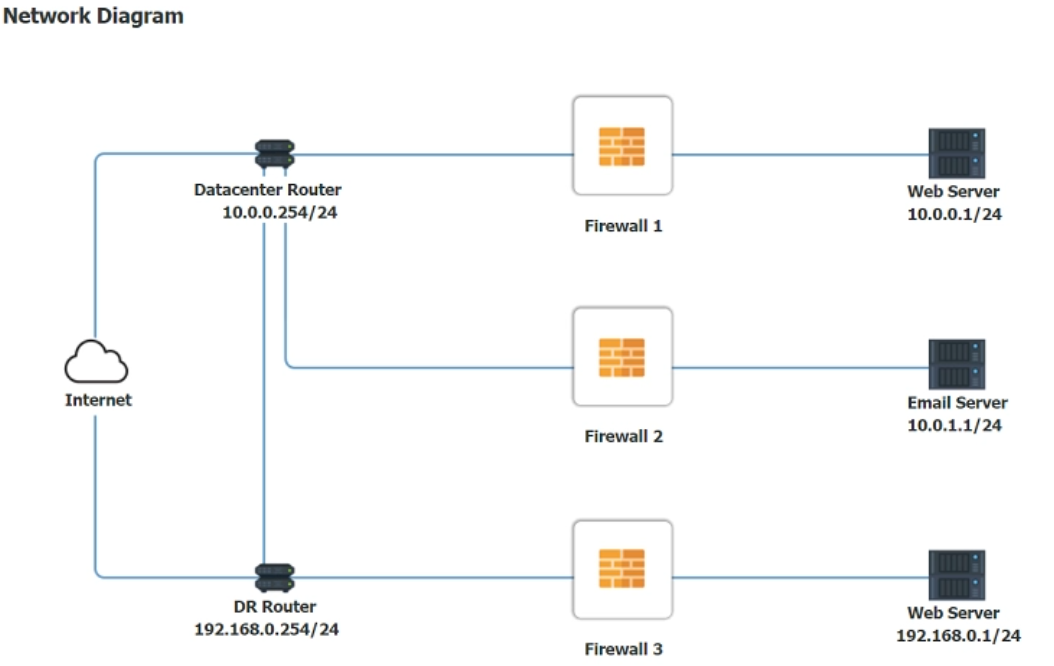 Network Diagram
Datacenter Router
10.0.0.254/24
Firewall 1
Web Server
10.0.0.1/24
Internet
Firewall 2
Email Server
10.0.1.1/24
DR Router
192.168.0.254/24
Firewall 3
Web Server
192.168.0.1/24